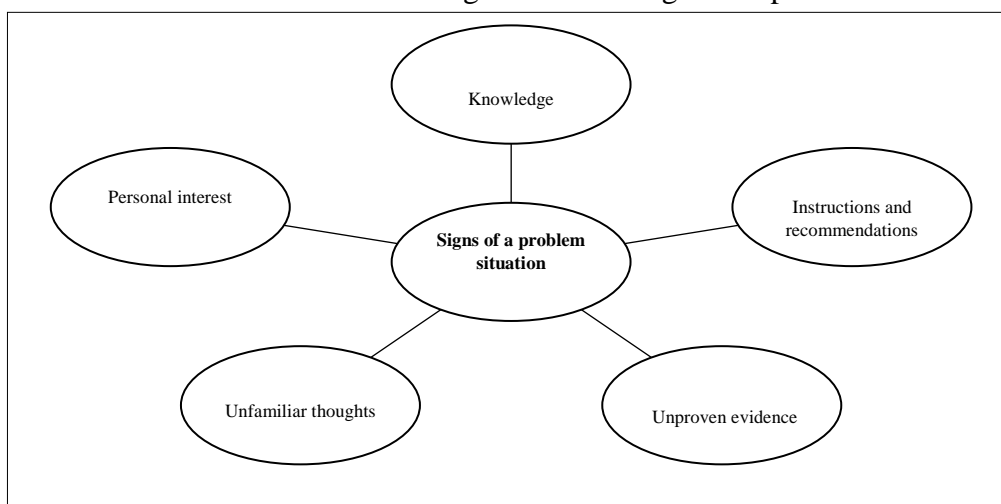 Knowledge
Personal interest
Instructions and
recommendations
Signs of a problem
situation
Unfamiliar thoughts
Unproven evidence